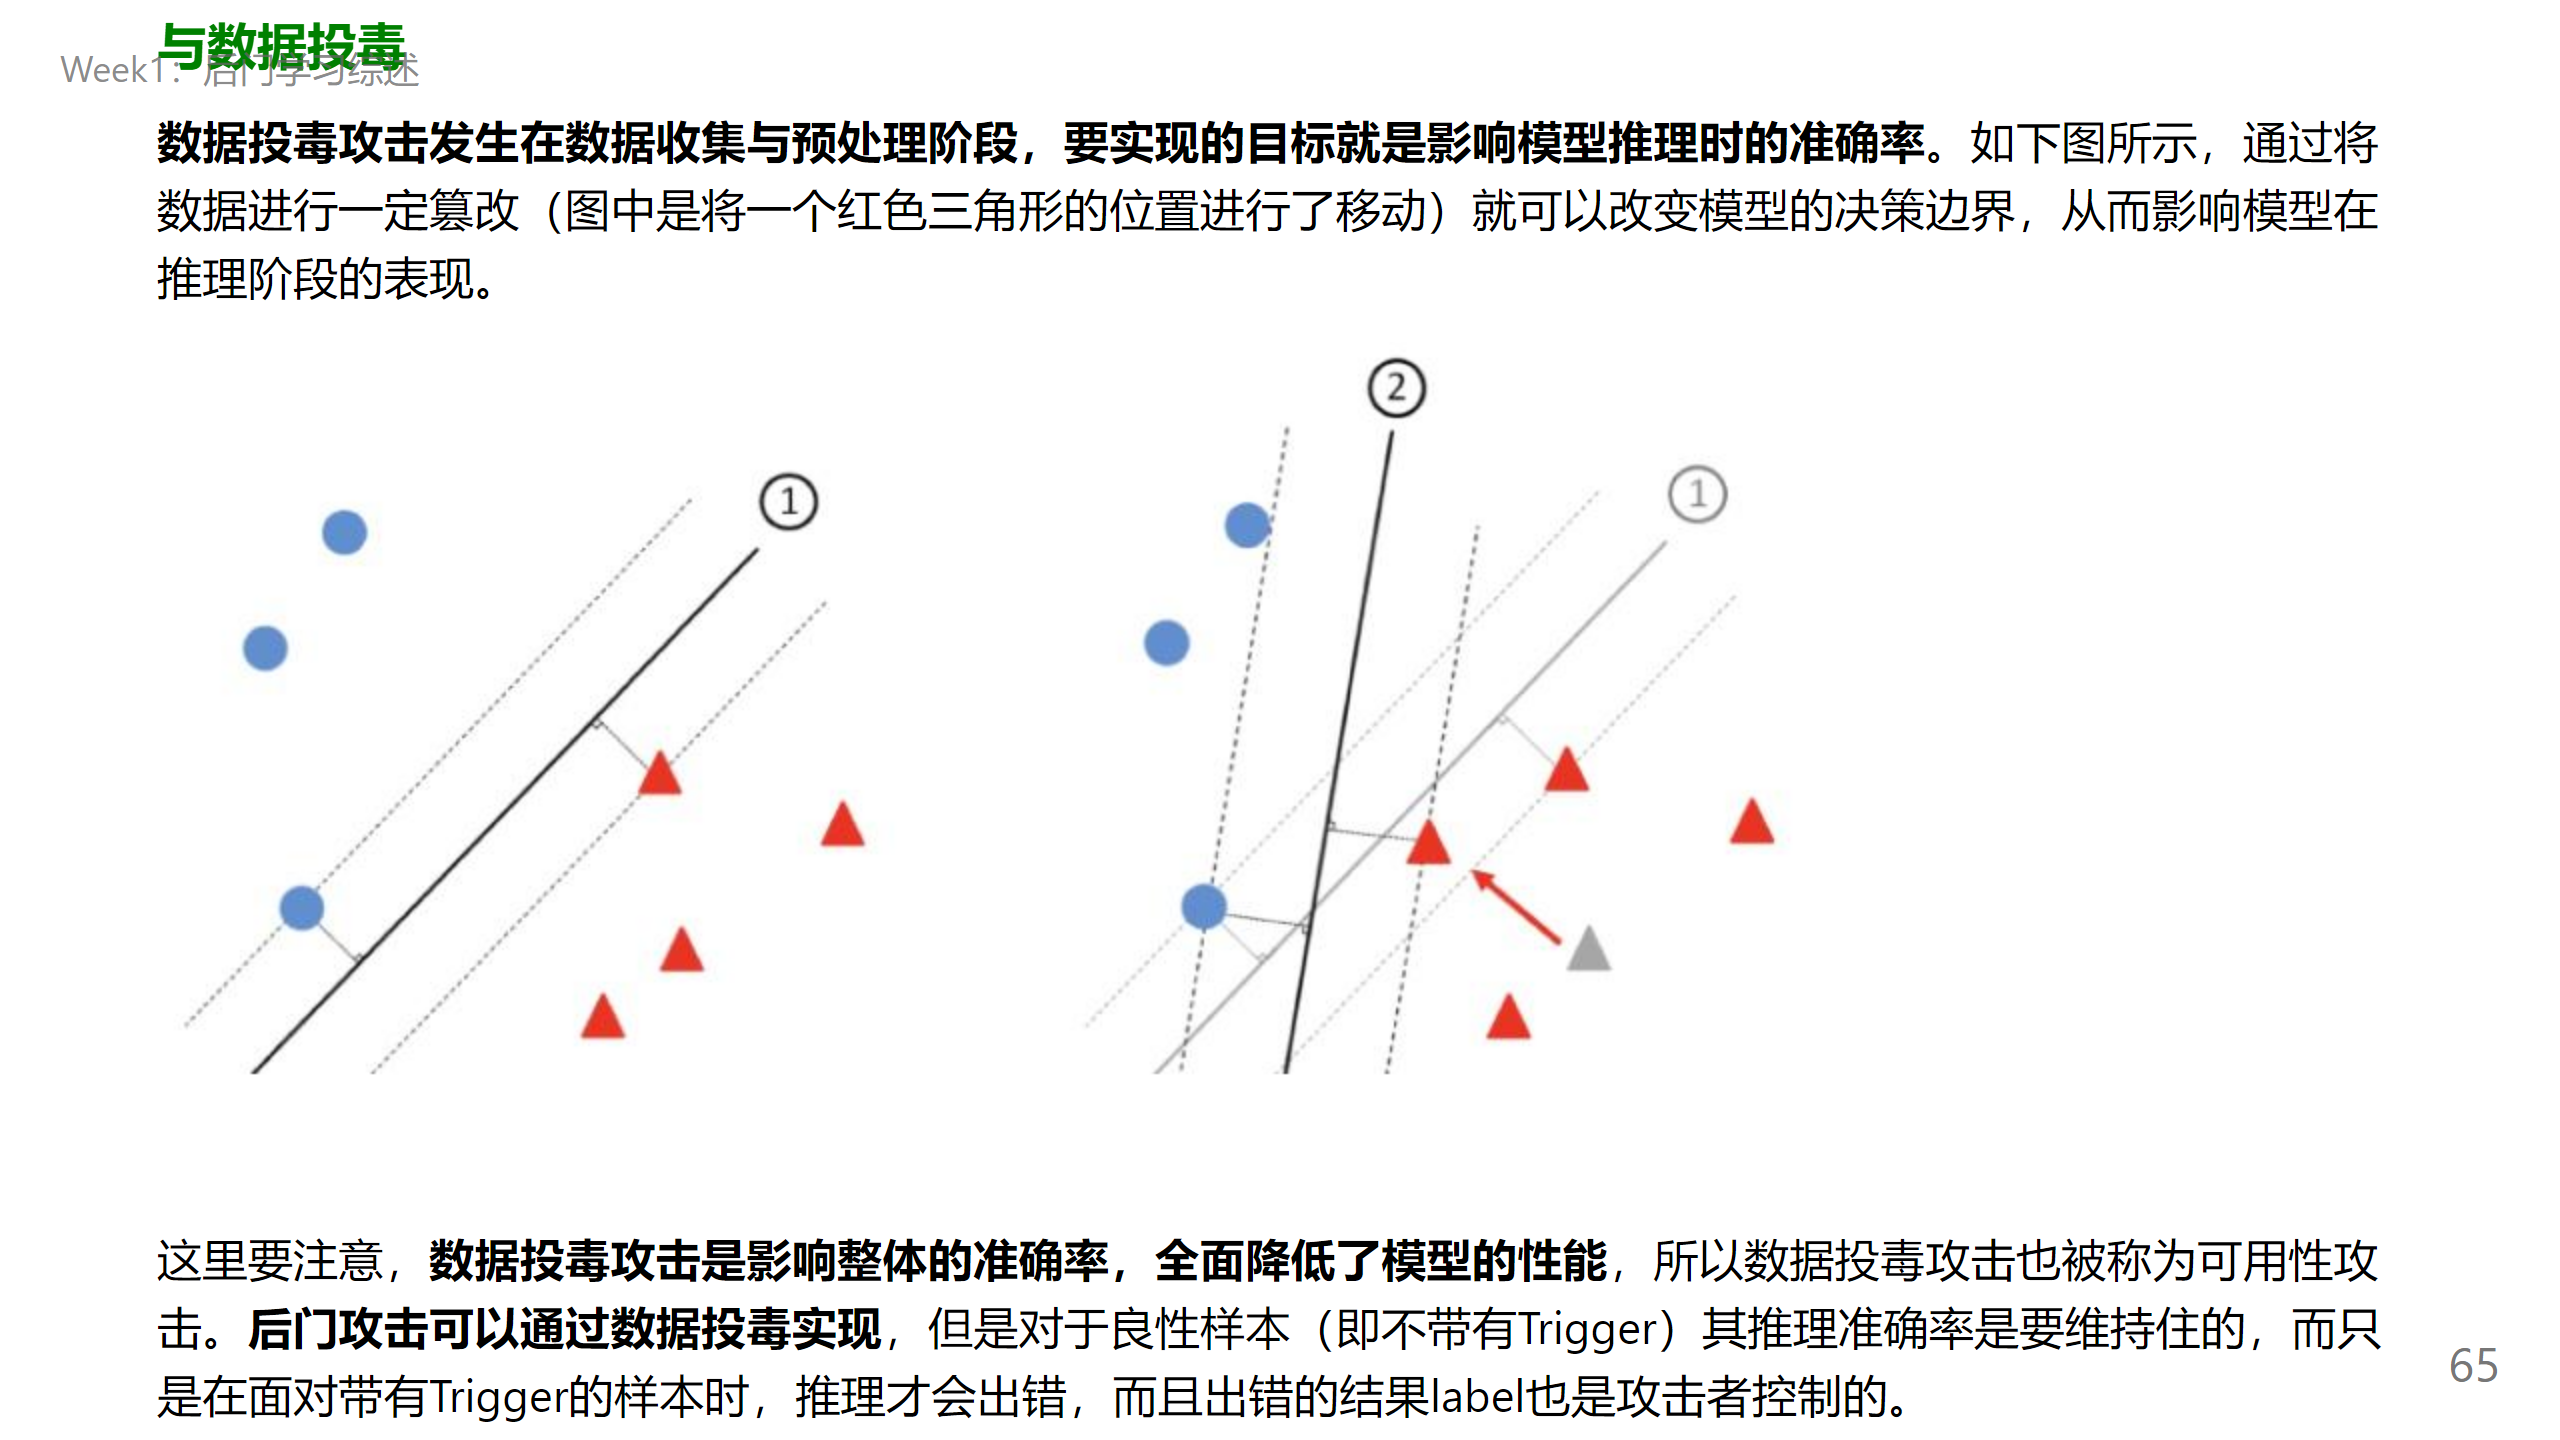 与数据投毒
Week1：后门学习综述
数据投毒攻击发生在数据收集与预处理阶段，要实现的目标就是影响模型推理时的准确率。如下图所示，通过将
数据进行一定篡改（图中是将一个红色三角形的位置进行了移动）就可以改变模型的决策边界，从而影响模型在
推理阶段的表现。
②
①
①
这里要注意，数据投毒攻击是影响整体的准确率，全面降低了模型的性能，所以数据投毒攻击也被称为可用性攻
击。后门攻击可以通过数据投毒实现，但是对于良性样本（即不带有Trigger）其推理准确率是要维持住的，而只
是在面对带有Trigger的样本时，推理才会出错，而且出错的结果label也是攻击者控制的。
65